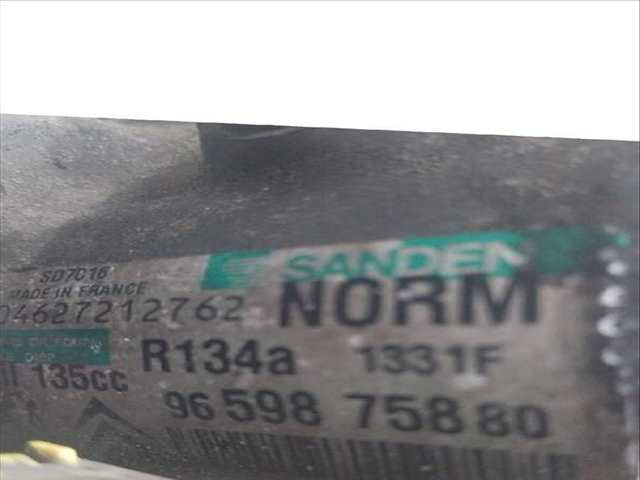 SANDEN
SD7C16
MADE IN FRANCE
04627212762
NORM
R134a 1331F
135cc
96 598 758 80